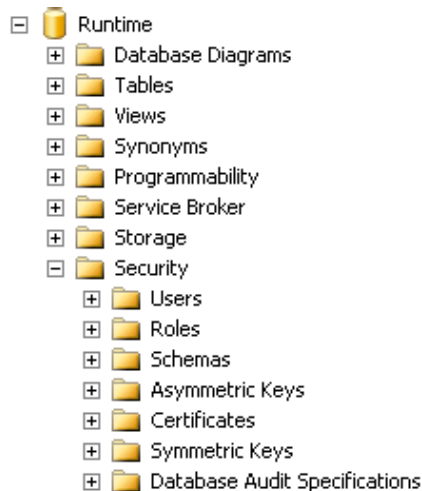 Runtime
Database Diagrams
Tables
Views
Synonyms
Programmability
Service Broker
Storage
Security
Users
Roles
Schemas
Asymmetric Keys
Certificates
Symmetric Keys
Database Audit Specifications